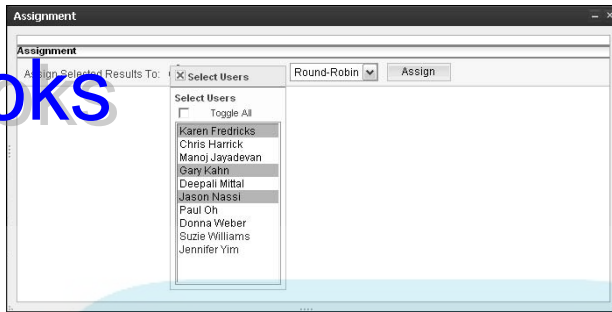 Assignment
Assignment
Assign Selected Results To:
Round-Robin
Assign
Select Users
Select Users
Toggle All
Karen Fredricks
Chris Harrick
Manoj Jayadevan
Gary Kahn
Deepali Mittal
Jason Nassi
Paul Oh
Donna Weber
Suzie Williams
Jennifer Yim
oks